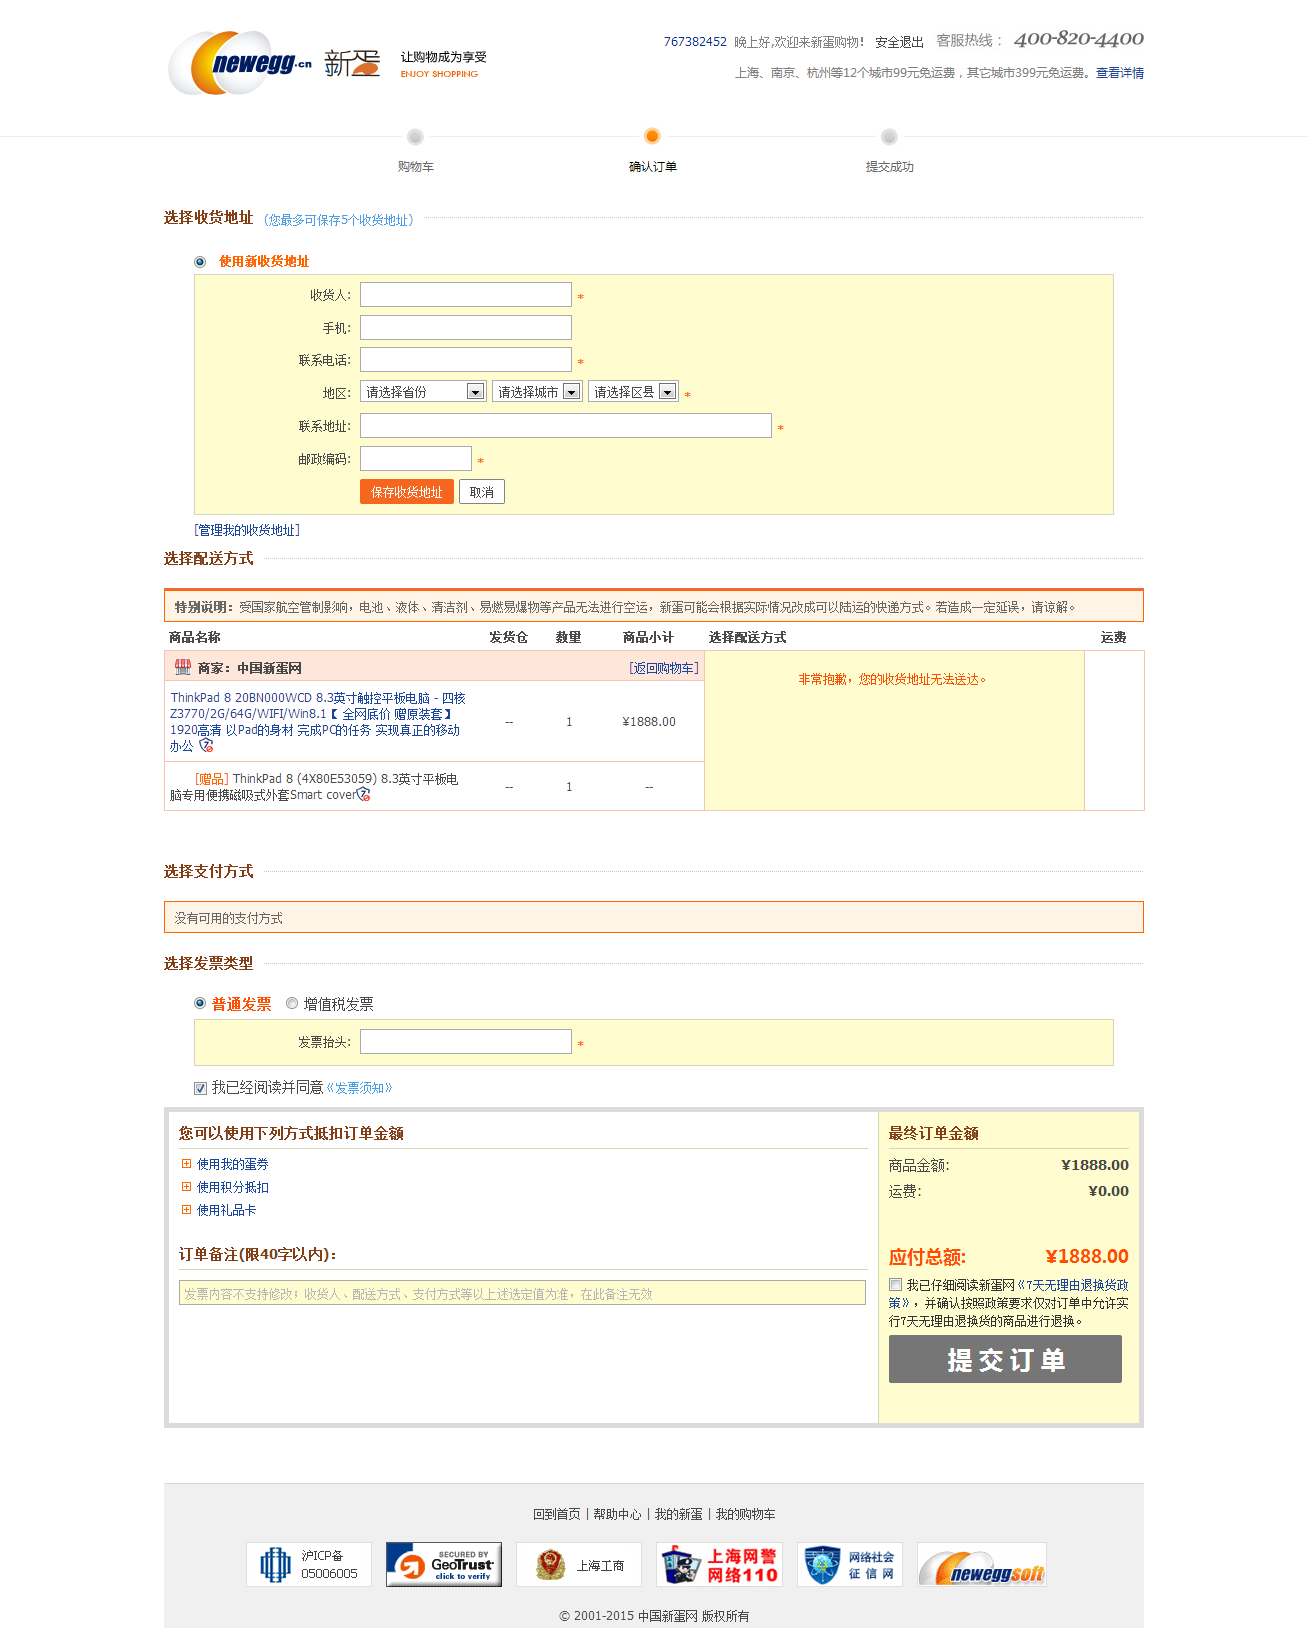 newegg.cn 新蛋 让购物成为享受
ENJOY SHOPPING
767382452 晚上好,欢迎来新蛋购物! 安全退出 客服热线： 400-820-4400
上海、南京、杭州等12个城市99元免运费，其它城市399元免运费。查看详情
购物车 确认订单 提交成功
选择收货地址 （您最多可保存5个收货地址）
使用新收货地址
收货人: *
手机:
联系电话: *
地区: 请选择省份 请选择城市 请选择区县 *
联系地址: *
邮政编码: *
保存收货地址 取消
[管理我的收货地址]
选择配送方式
特别说明：受国家航空管制影响，电池、液体、清洁剂、易燃易爆物等产品无法进行空运，新蛋可能会根据实际情况改成可以陆运的快递方式。若造成一定延误，请谅解。
商品名称 发货仓 数量 商品小计 选择配送方式 运费
商家：中国新蛋网 [返回购物车]
非常抱歉，您的收货地址无法送达。
ThinkPad 8 20BN000WCD 8.3英寸触控平板电脑 - 四核
Z3770/2G/64G/WIFI/Win8.1【 全网底价 赠原装套】
1920高清 以Pad的身材 完成PC的任务 实现真正的移动
办公
-- 1 ¥1888.00
[赠品] ThinkPad 8 (4X80E53059) 8.3英寸平板电
脑专用便携磁吸式外套Smart cover
-- 1 --
选择支付方式
没有可用的支付方式
选择发票类型
普通发票 增值税发票
发票抬头: *
我已经阅读并同意《发票须知》
您可以使用下列方式抵扣订单金额
使用我的蛋券
使用积分抵扣
使用礼品卡
订单备注(限40字以内)：
发票内容不支持修改；收货人、配送方式、支付方式等以上述选定值为准，在此备注无效
最终订单金额
商品金额: ¥1888.00
运费: ¥0.00
应付总额: ¥1888.00
我已仔细阅读新蛋网《7天无理由退换货政
策》，并确认按照政策要求仅对订单中允许实
行7天无理由退换货的商品进行退换。
提交订单
回到首页 | 帮助中心 | 我的新蛋 | 我的购物车
沪ICP备
05006005
SECURED BY
GeoTrust
click to verify
上海工商
上海网警
网络110
网络社会
征信网
neweggsoft
© 2001-2015 中国新蛋网 版权所有